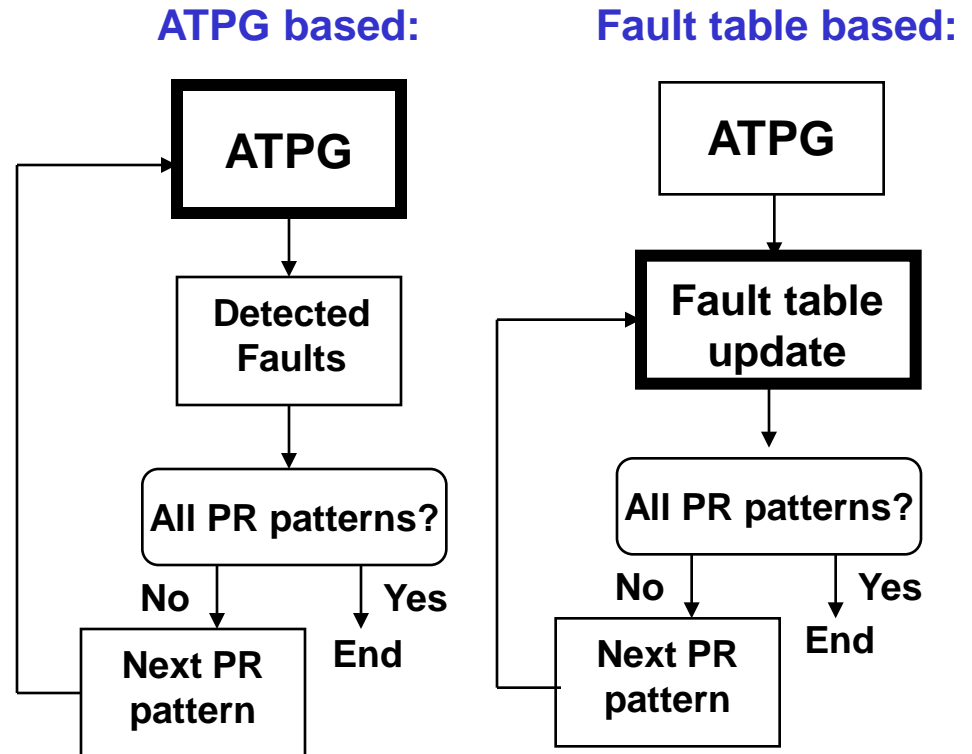 ATPG based:
ATPG
Detected
Faults
All PR patterns?
No
Yes
End
Next PR
pattern
Fault table based:
ATPG
Fault table
update
All PR patterns?
No
Yes
End
Next PR
pattern